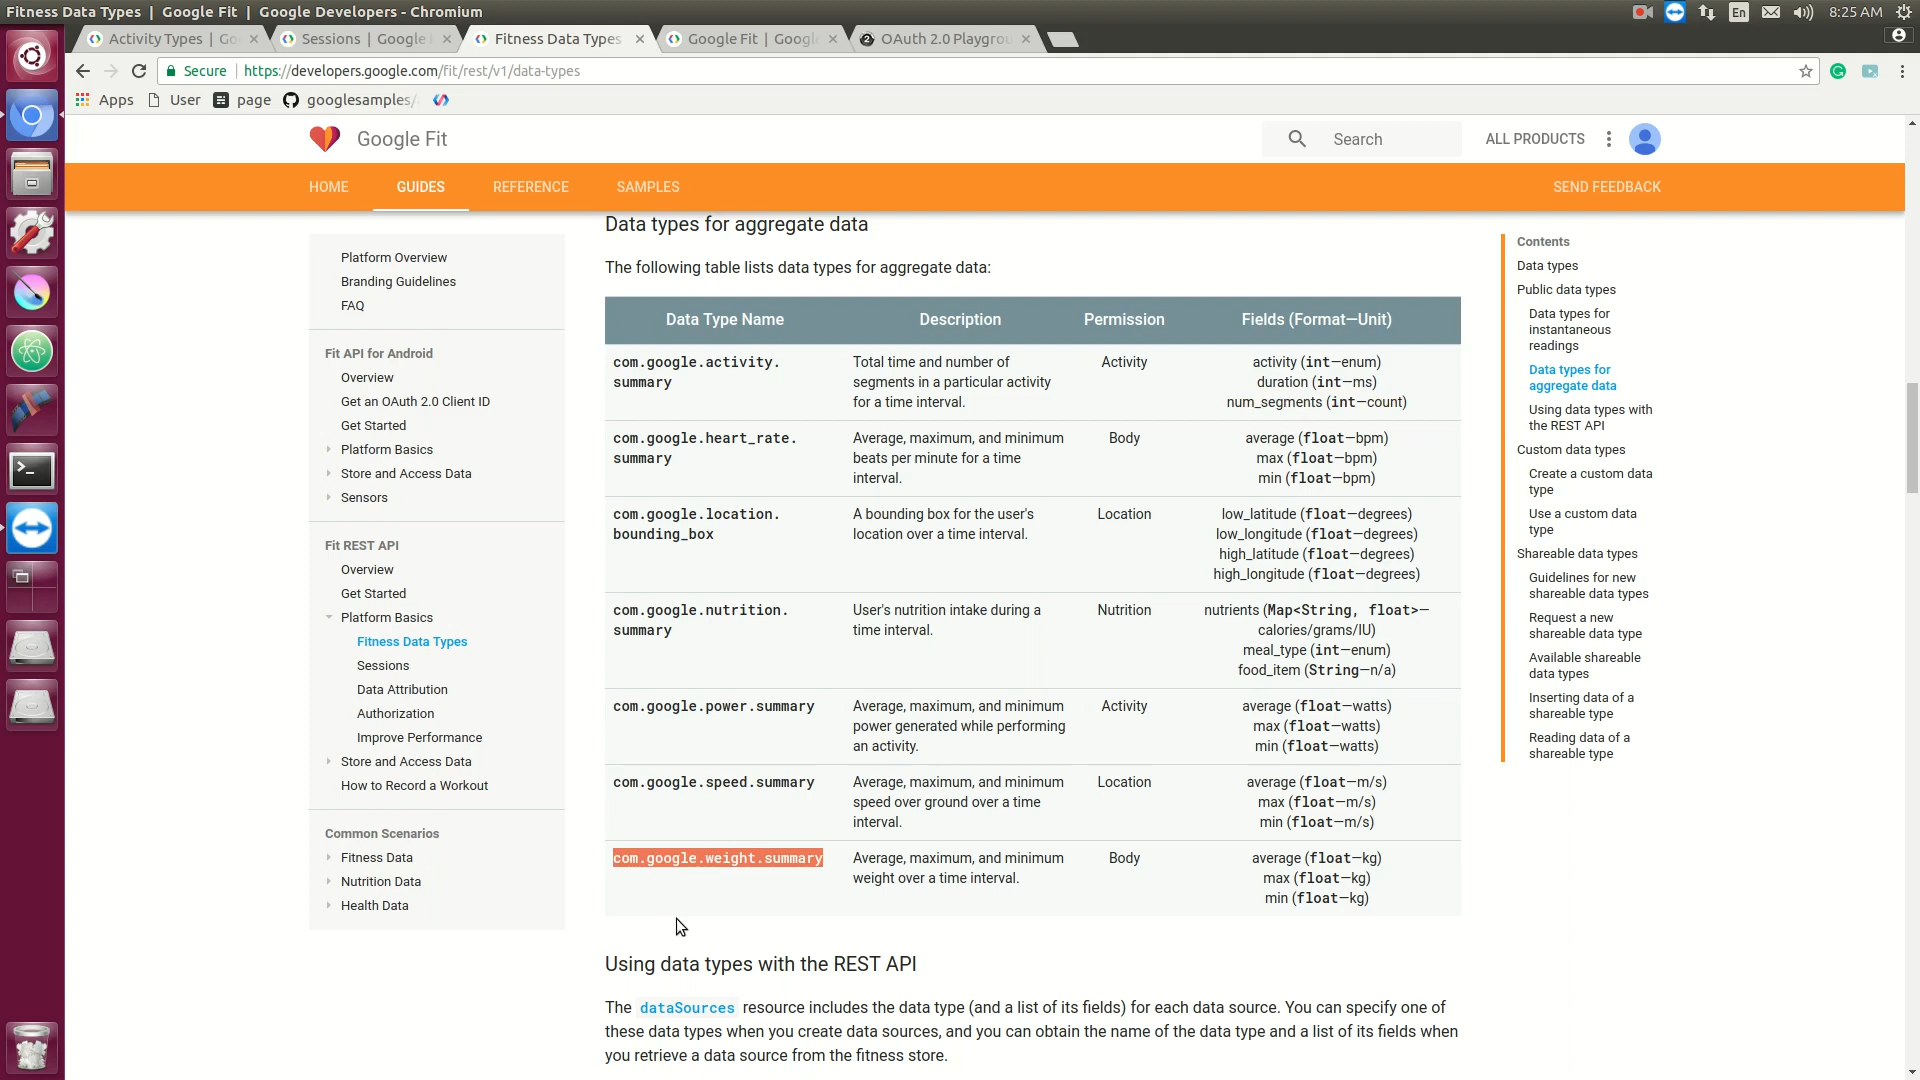 Fitness Data Types | Google Fit | Google Developers - Chromium
En
8:25 AM
Activity Types | Go
Sessions | Google
Fitness Data Types
Google Fit | Googl
OAuth 2.0 Playgrou
Secure
https://developers.google.com/fit/rest/v1/data-types
Apps
User
page
googlesamples/
Google Fit
Search
ALL PRODUCTS
HOME
GUIDES
REFERENCE
SAMPLES
SEND FEEDBACK
Platform Overview
Branding Guidelines
FAQ
Fit API for Android
Overview
Get an OAuth 2.0 Client ID
Get Started
Platform Basics
Store and Access Data
Sensors
Fit REST API
Overview
Get Started
Platform Basics
Fitness Data Types
Sessions
Data Attribution
Authorization
Improve Performance
Store and Access Data
How to Record a Workout
Common Scenarios
Fitness Data
Nutrition Data
Health Data
Data types for aggregate data
The following table lists data types for aggregate data:
Data Type Name
Description
Permission
Fields (Format—Unit)
com.google.activity.
summary
Total time and number of
segments in a particular activity
for a time interval.
Activity
activity (int—enum)
duration (int—ms)
num_segments (int—count)
com.google.heart_rate.
summary
Average, maximum, and minimum
beats per minute for a time
interval.
Body
average (float—bpm)
max (float—bpm)
min (float—bpm)
com.google.location.
bounding_box
A bounding box for the user's
location over a time interval.
Location
low_latitude (float—degrees)
low_longitude (float—degrees)
high_latitude (float—degrees)
high_longitude (float—degrees)
com.google.nutrition.
summary
User's nutrition intake during a
time interval.
Nutrition
nutrients (Map<String, float>—
calories/grams/IU)
meal_type (int—enum)
food_item (String—n/a)
com.google.power.summary
Average, maximum, and minimum
power generated while performing
an activity.
Activity
average (float—watts)
max (float—watts)
min (float—watts)
com.google.speed.summary
Average, maximum, and minimum
speed over ground over a time
interval.
Location
average (float—m/s)
max (float—m/s)
min (float—m/s)
com.google.weight.summary
Average, maximum, and minimum
weight over a time interval.
Body
average (float—kg)
max (float—kg)
min (float—kg)
Using data types with the REST API
The dataSources resource includes the data type (and a list of its fields) for each data source. You can specify one of
these data types when you create data sources, and you can obtain the name of the data type and a list of its fields when
you retrieve a data source from the fitness store.
Contents
Data types
Public data types
Data types for
instantaneous
readings
Data types for
aggregate data
Using data types with
the REST API
Custom data types
Create a custom data
type
Use a custom data
type
Shareable data types
Guidelines for new
shareable data types
Request a new
shareable data type
Available shareable
data types
Inserting data of a
shareable type
Reading data of a
shareable type